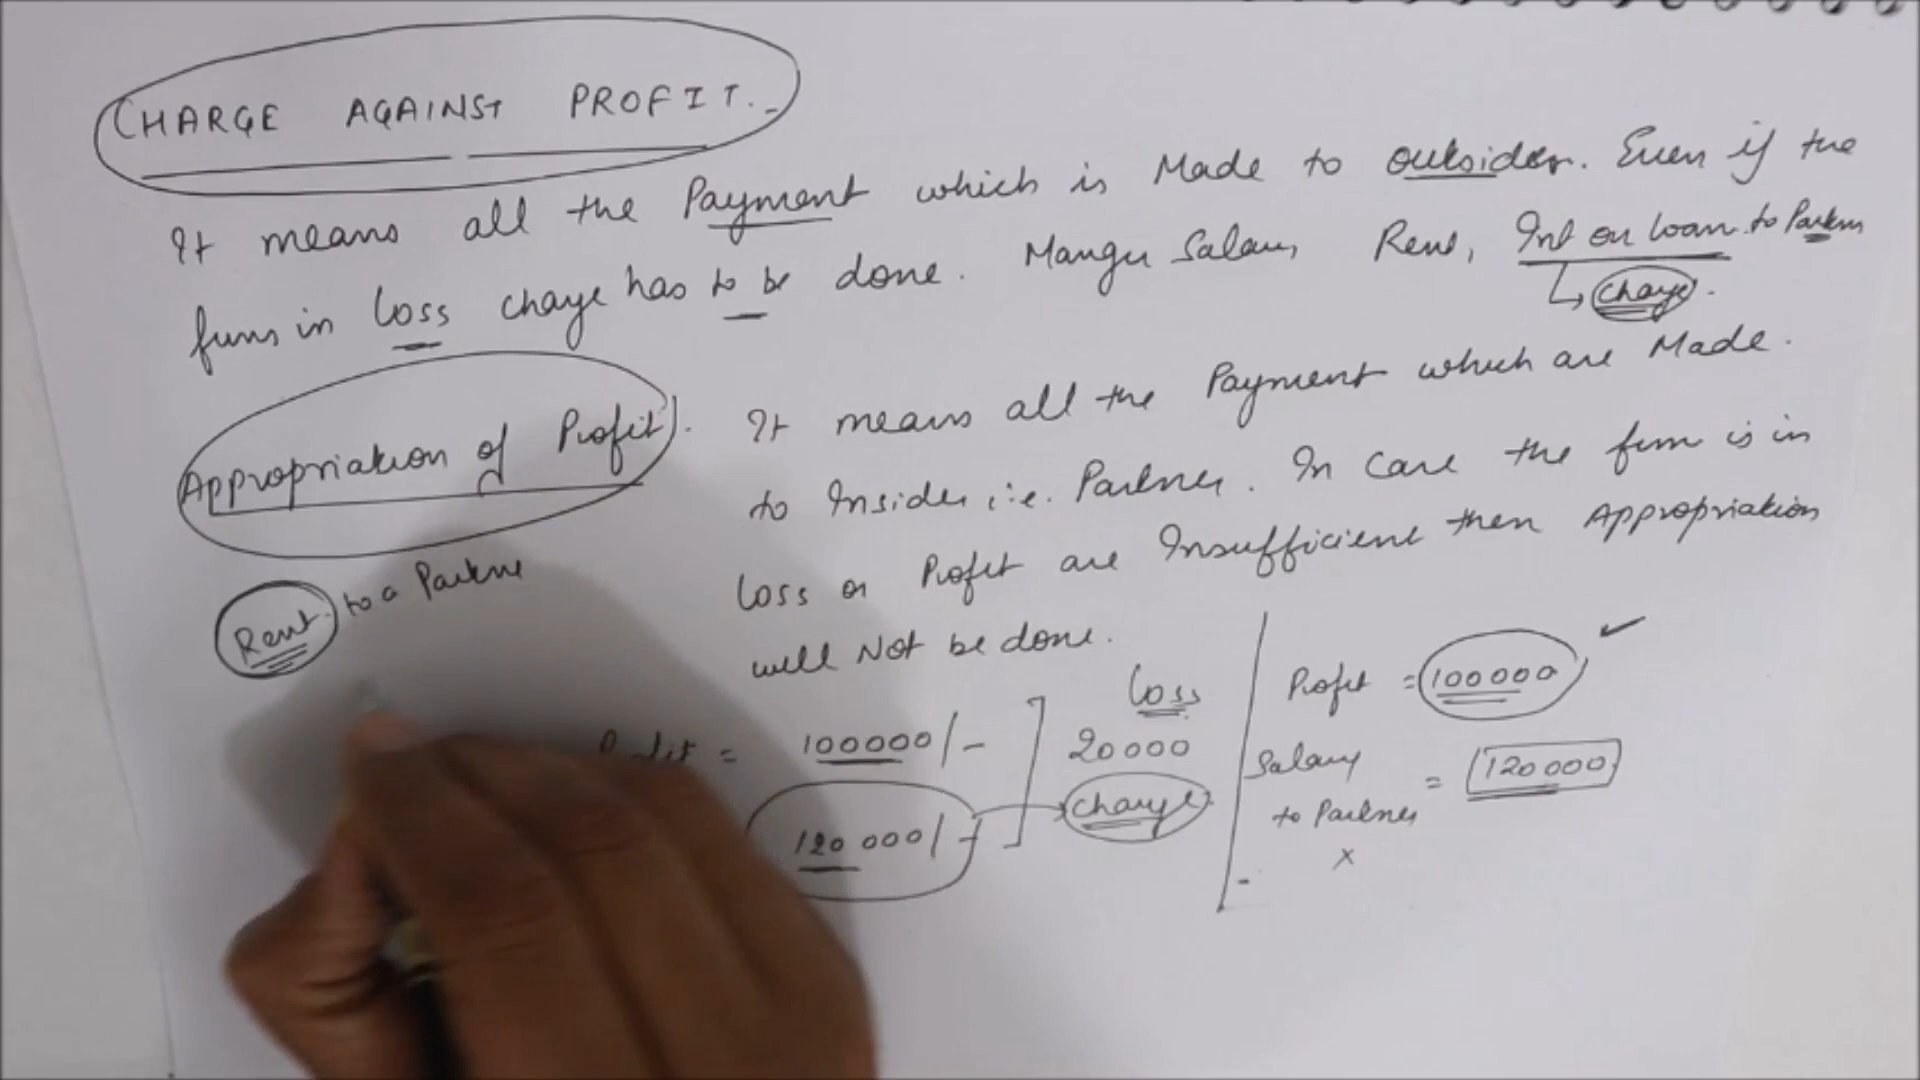 CHARGE AGAINST PROFIT.
It means all the Payment which is Made to outsider. Even if the
firm is in loss charge has to be done. Manger Salary, Rent, Int on loan to Partner
charge.
Appropriation of Profit. It means all the Payment which are Made.
to Insider i.e. Partner. In Case the firm is in
loss or Profit are Insufficient then Appropriation
will Not be done.
Rent to a Partner
= 100000/-
120000/-
loss
20000
charge
Profit = 100000 ✓
Salary
to Partner = 120000
x